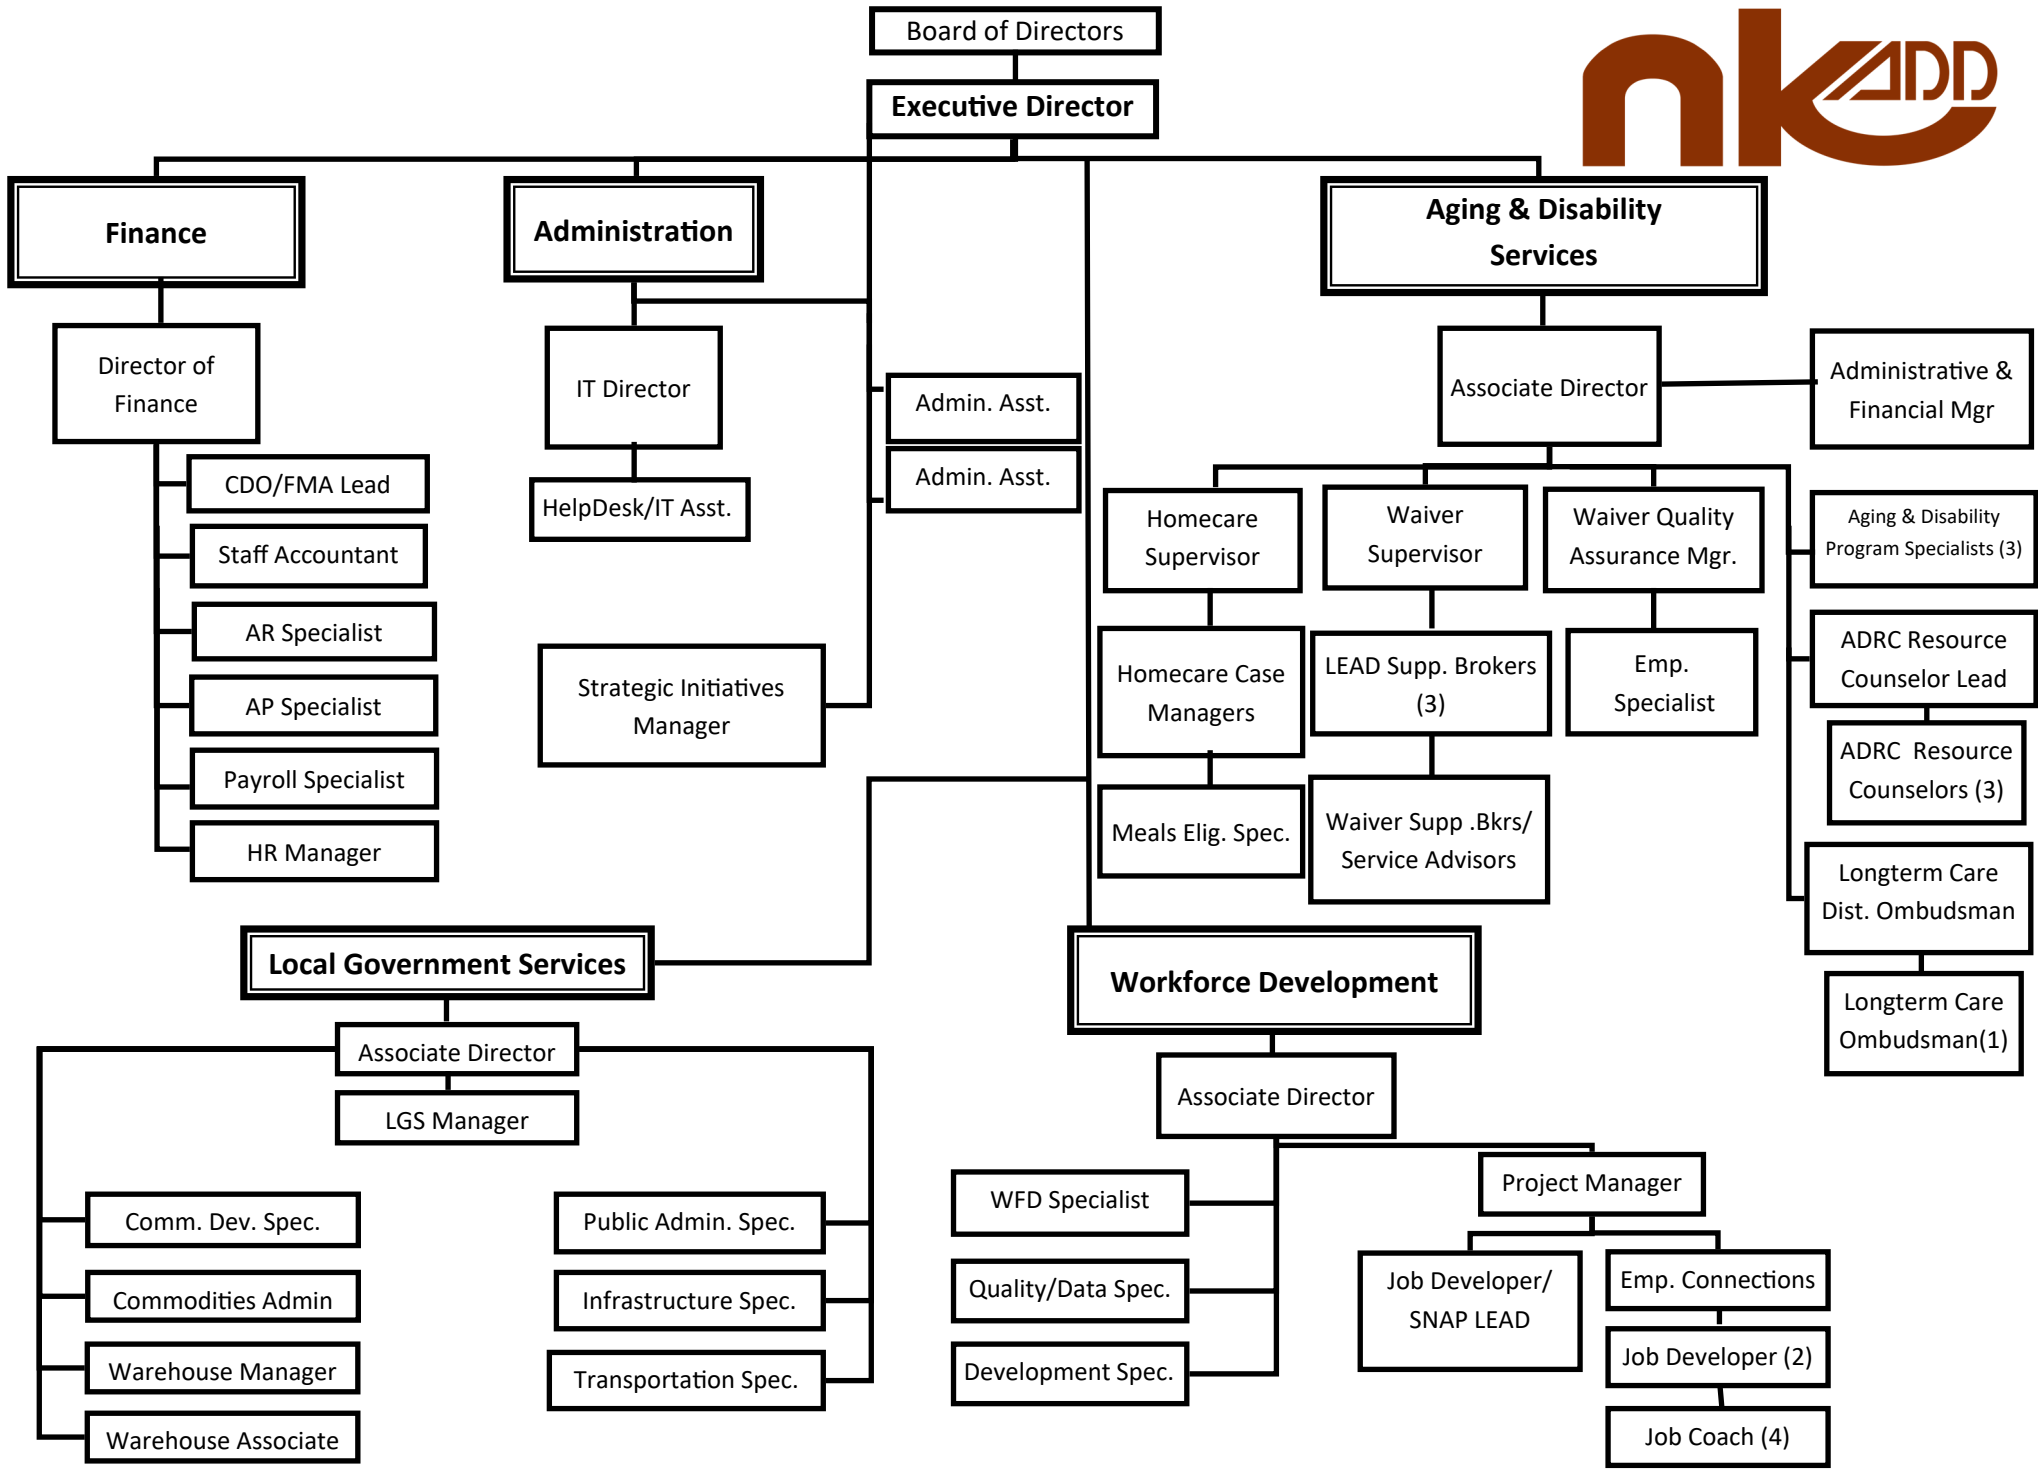 Board of Directors
nkADD
Executive Director
Finance
Administration
Aging & Disability
Services
Director of
Finance
IT Director
Admin. Asst.
Admin. Asst.
Associate Director
Administrative &
Financial Mgr
CDO/FMA Lead
Staff Accountant
AR Specialist
AP Specialist
Payroll Specialist
HR Manager
HelpDesk/IT Asst.
Strategic Initiatives
Manager
Homecare
Supervisor
Waiver
Supervisor
Waiver Quality
Assurance Mgr.
Aging & Disability
Program Specialists (3)
Homecare Case
Managers
LEAD Supp. Brokers
(3)
Emp.
Specialist
ADRC Resource
Counselor Lead
ADRC  Resource
Counselors (3)
Meals Elig. Spec.
Waiver Supp .Bkrs/
Service Advisors
Longterm Care
Dist. Ombudsman
Longterm Care
Ombudsman(1)
Local Government Services
Associate Director
LGS Manager
Comm. Dev. Spec.
Commodities Admin
Warehouse Manager
Warehouse Associate
Public Admin. Spec.
Infrastructure Spec.
Transportation Spec.
Workforce Development
Associate Director
WFD Specialist
Quality/Data Spec.
Development Spec.
Project Manager
Job Developer/
SNAP LEAD
Emp. Connections
Job Developer (2)
Job Coach (4)